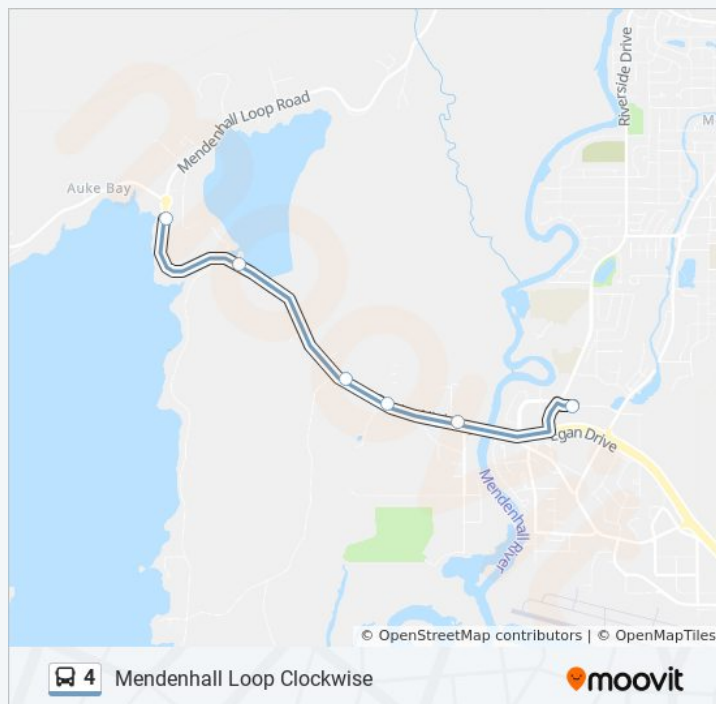 Riverside Drive
Mendenhall Loop Road
M
Auke Bay
Egan Drive
Mendenhall River
© OpenStreetMap contributors | © OpenMapTiles
4 Mendenhall Loop Clockwise
moovit